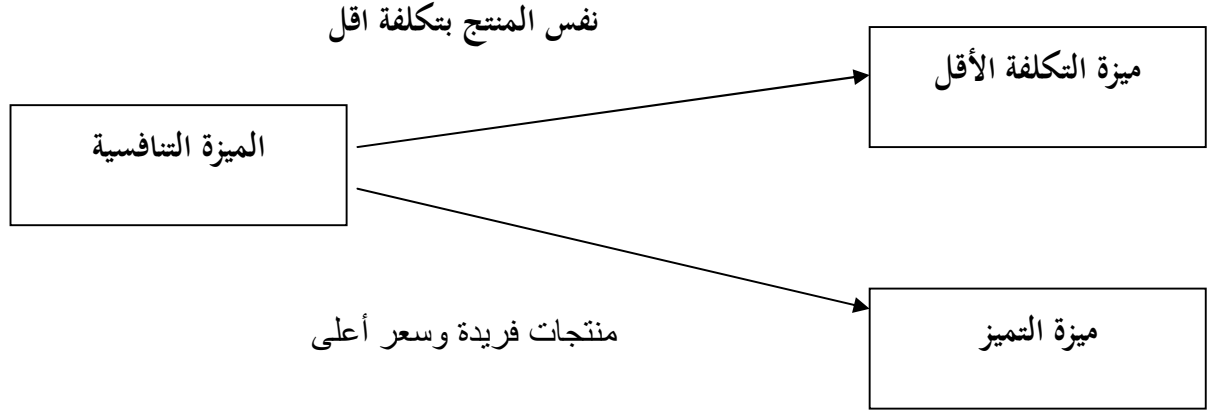 نفس المنتج بتكلفة اقل
ميزة التكلفة الأقل
الميزة التنافسية
منتجات فريدة وسعر أعلى
ميزة التميز